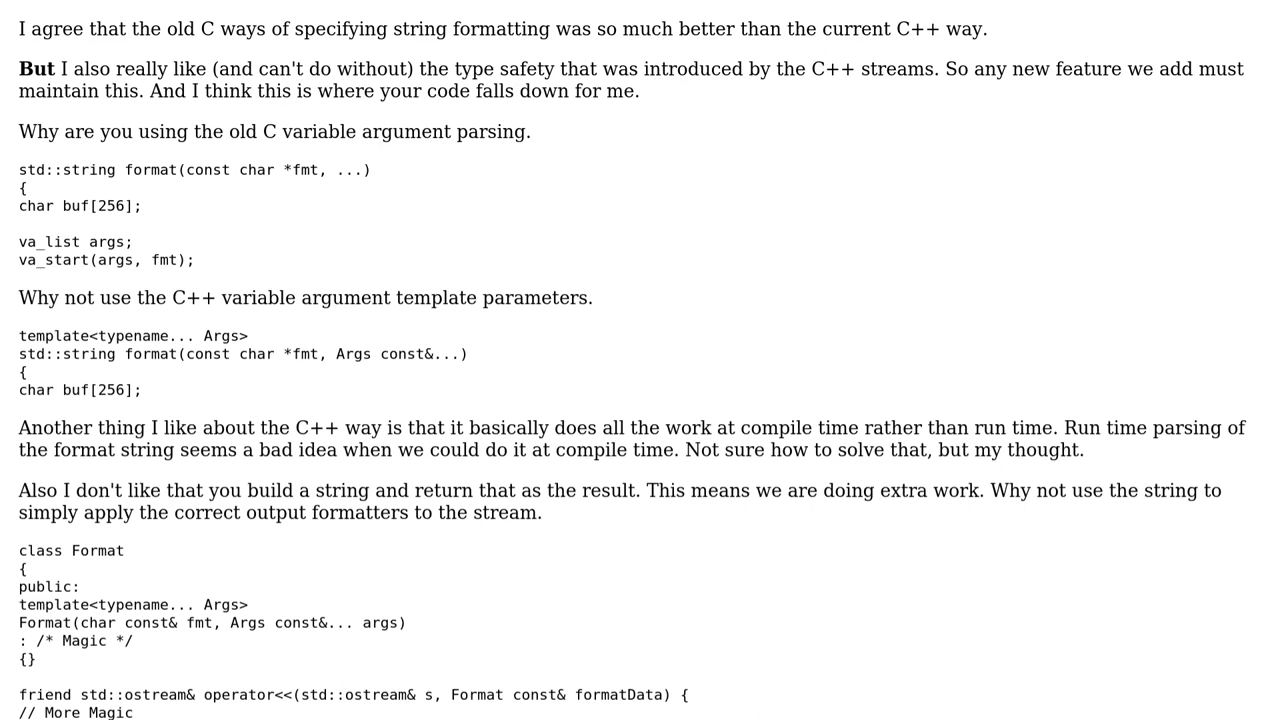 I agree that the old C ways of specifying string formatting was so much better than the current C++ way.
But I also really like (and can't do without) the type safety that was introduced by the C++ streams. So any new feature we add must
maintain this. And I think this is where your code falls down for me.
Why are you using the old C variable argument parsing.
std::string format(const char *fmt, ...)
{
char buf[256];
va_list args;
va_start(args, fmt);
Why not use the C++ variable argument template parameters.
template<typename... Args>
std::string format(const char *fmt, Args const&...)
{
char buf[256];
Another thing I like about the C++ way is that it basically does all the work at compile time rather than run time. Run time parsing of
the format string seems a bad idea when we could do it at compile time. Not sure how to solve that, but my thought.
Also I don't like that you build a string and return that as the result. This means we are doing extra work. Why not use the string to
simply apply the correct output formatters to the stream.
class Format
{
public:
template<typename... Args>
Format(char const& fmt, Args const&... args)
: /* Magic */
{}
friend std::ostream& operator<<(std::ostream& s, Format const& formatData) {
// More Magic